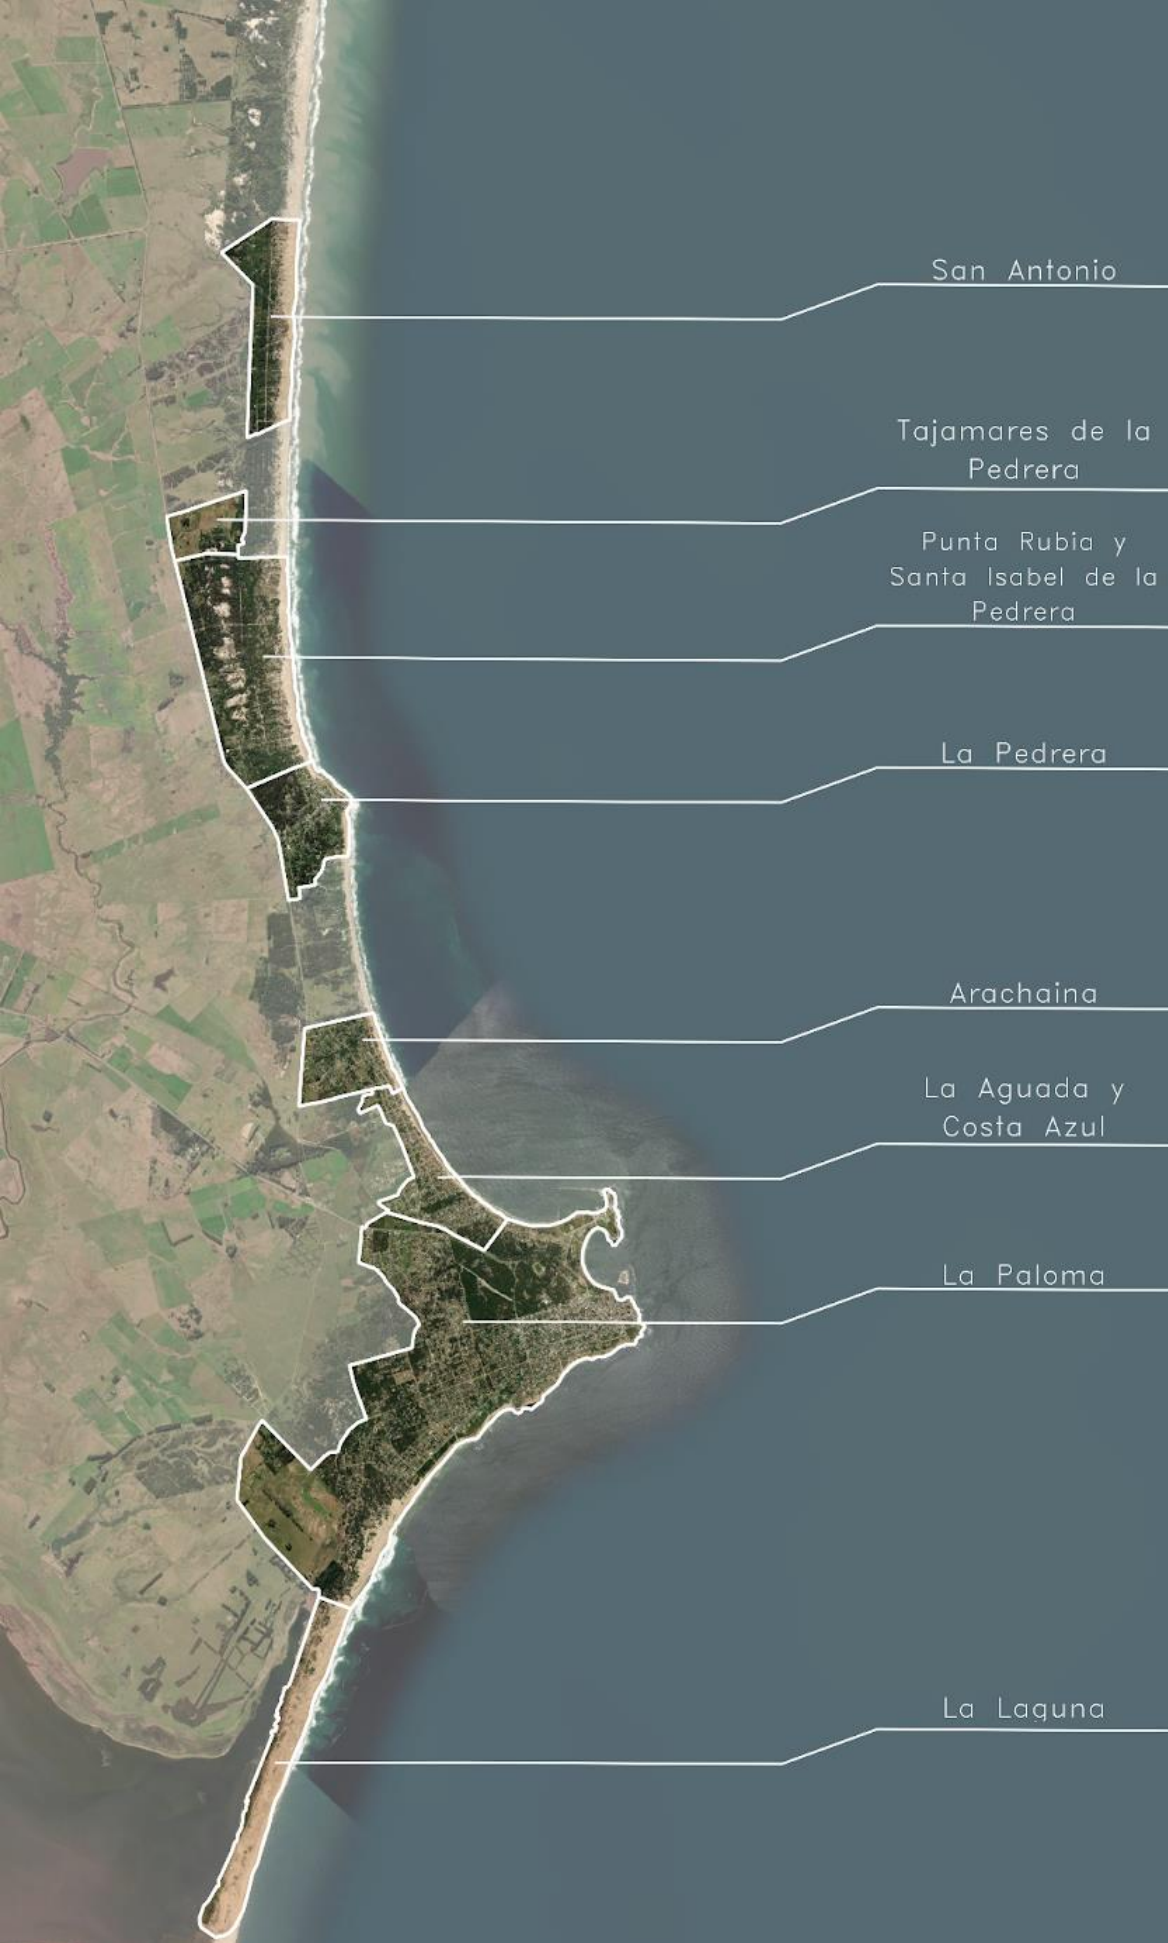 San Antonio
Tajamares de la
Pedrera
Punta Rubia y
Santa Isabel de la
Pedrera
La Pedrera
Arachaina
La Aguada y
Costa Azul
La Paloma
La Laguna